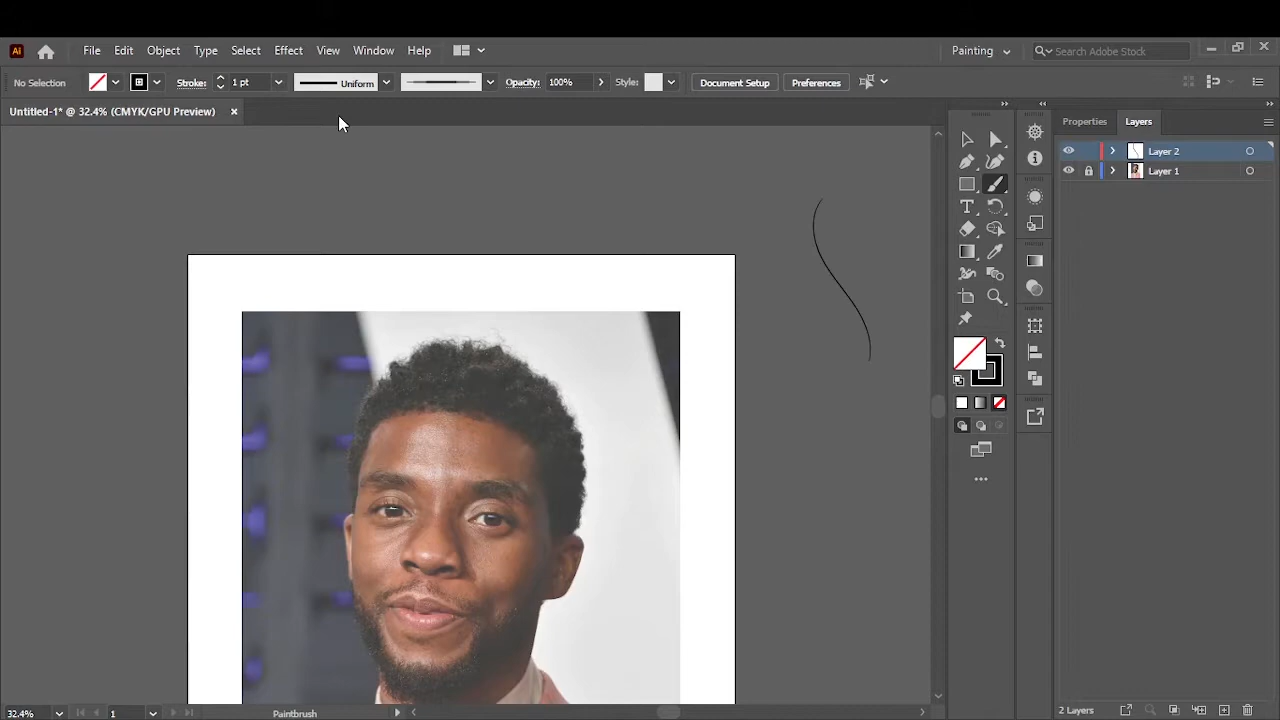 Ai File Edit Object Type Select Effect View Window Help Painting Search Adobe Stock
No Selection Stroke: 1 pt Uniform Opacity: 100% Style: Document Setup Preferences
Untitled-1* @ 32.4% (CMYK/GPU Preview)
Properties Layers
Layer 2
Layer 1
32.4% 1 Paintbrush 2 Layers